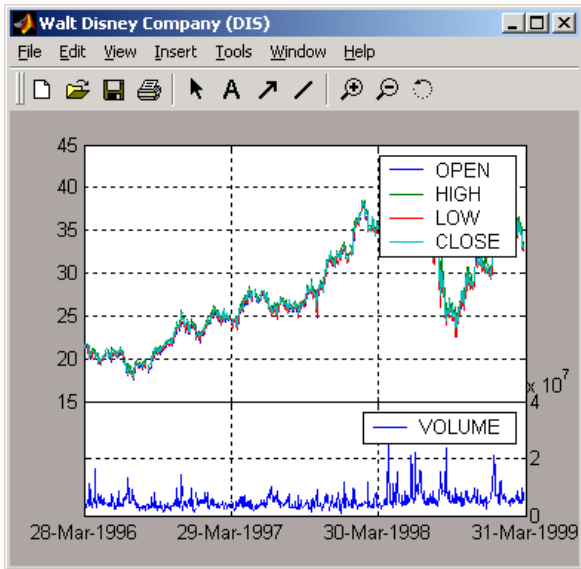 Walt Disney Company (DIS)
File Edit View Insert Tools Window Help
A
45
40
35
30
25
20
15
OPEN
HIGH
LOW
CLOSE
x 10^7
4
2
0
VOLUME
28-Mar-1996 29-Mar-1997 30-Mar-1998 31-Mar-1999